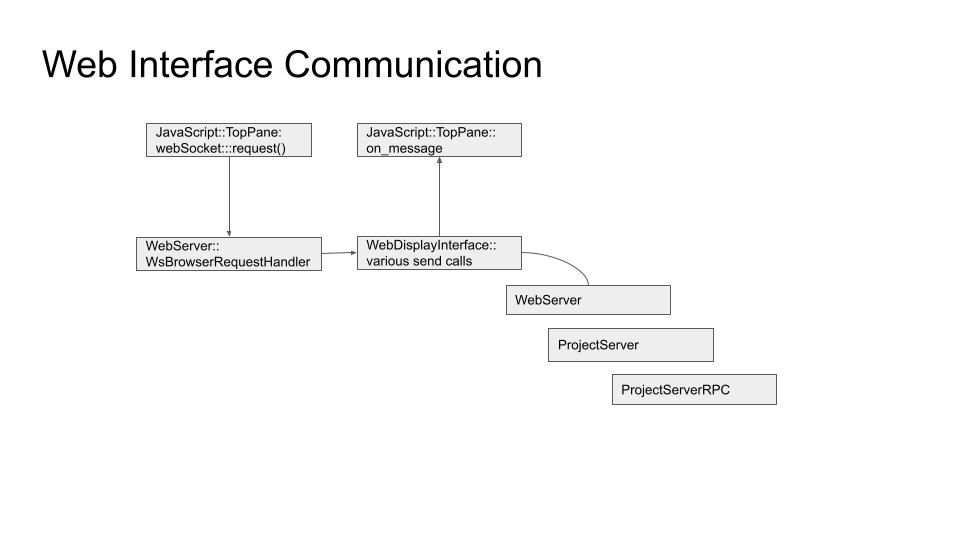 Web Interface Communication
JavaScript::TopPane:
webSocket:::request()
JavaScript::TopPane::
on_message
WebServer::
WsBrowserRequestHandler
WebDisplayInterface::
various send calls
WebServer
ProjectServer
ProjectServerRPC